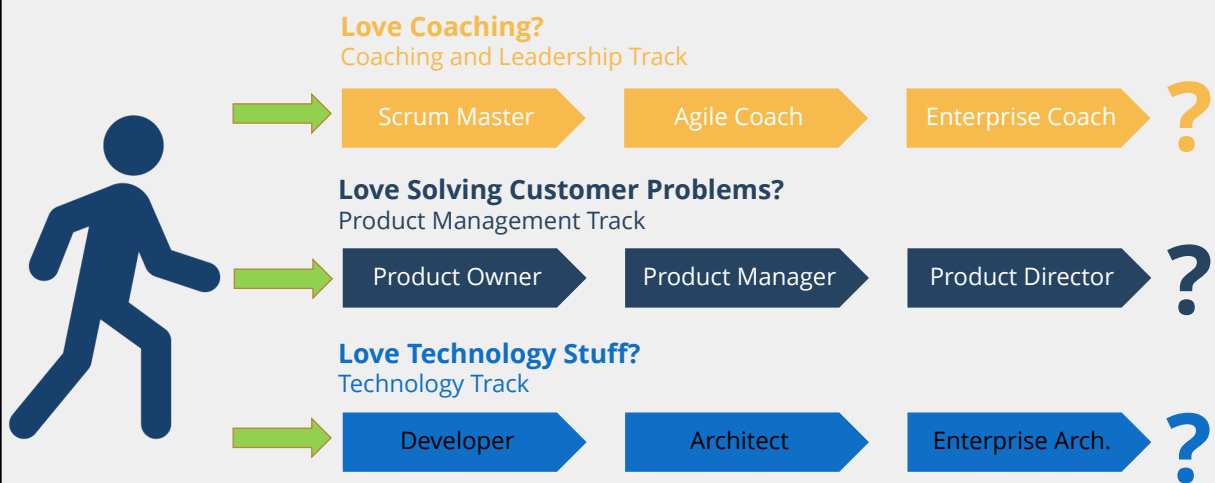 Love Coaching?
Coaching and Leadership Track
Scrum Master
Agile Coach
Enterprise Coach
?
Love Solving Customer Problems?
Product Management Track
Product Owner
Product Manager
Product Director
?
Love Technology Stuff?
Technology Track
Developer
Architect
Enterprise Arch.
?